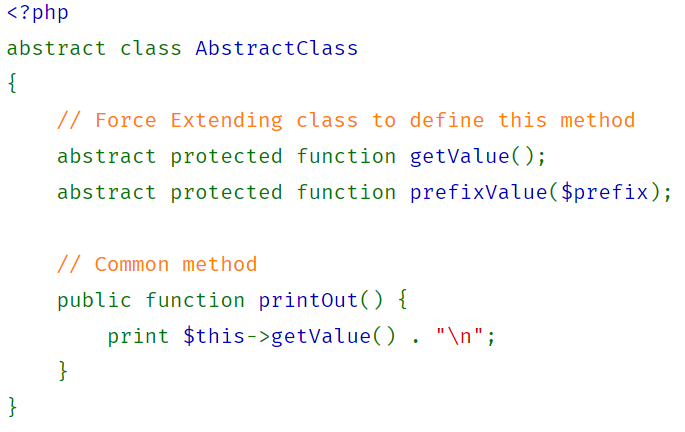 <?php
abstract class AbstractClass
{
    // Force Extending class to define this method
    abstract protected function getValue();
    abstract protected function prefixValue($prefix);

    // Common method
    public function printOut() {
        print $this->getValue() . "\n";
    }
}